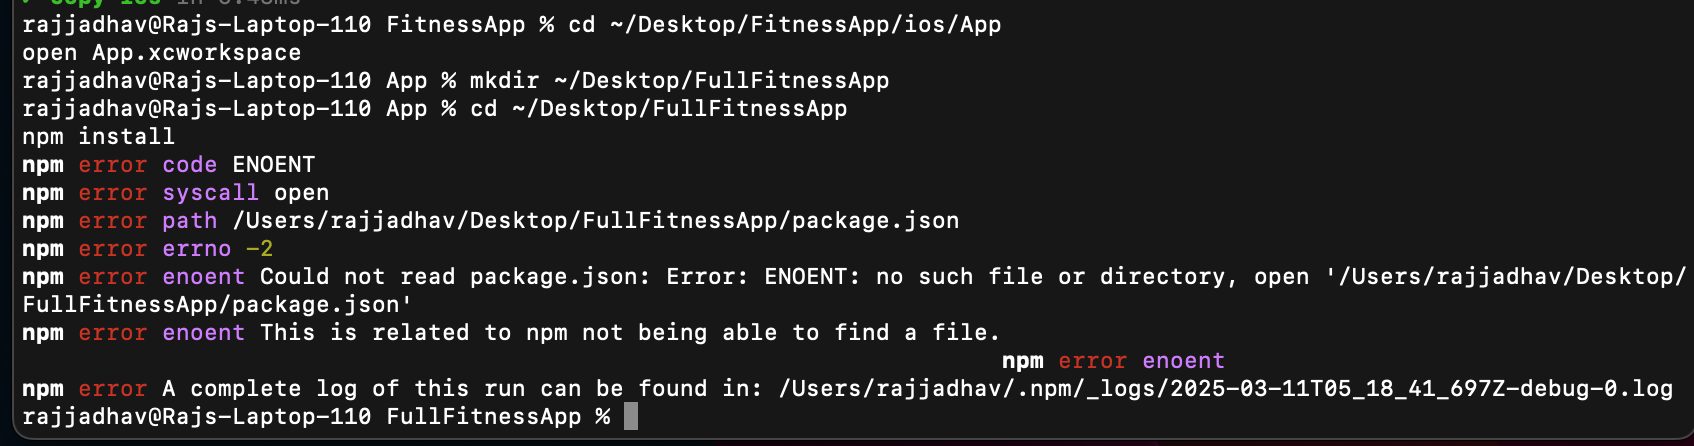 copy ios in
rajjadhav@Rajs-Laptop-110 FitnessApp % cd ~/Desktop/FitnessApp/ios/App
open App.xcworkspace
rajjadhav@Rajs-Laptop-110 App % mkdir ~/Desktop/FullFitnessApp
rajjadhav@Rajs-Laptop-110 App % cd ~/Desktop/FullFitnessApp
npm install
npm error code ENOENT
npm error syscall open
npm error path /Users/rajjadhav/Desktop/FullFitnessApp/package.json
npm error errno -2
npm error enoent Could not read package.json: Error: ENOENT: no such file or directory, open '/Users/rajjadhav/Desktop/
FullFitnessApp/package.json'
npm error enoent This is related to npm not being able to find a file.
npm error enoent
npm error A complete log of this run can be found in: /Users/rajjadhav/.npm/_logs/2025-03-11T05_18_41_697Z-debug-0.log
rajjadhav@Rajs-Laptop-110 FullFitnessApp %